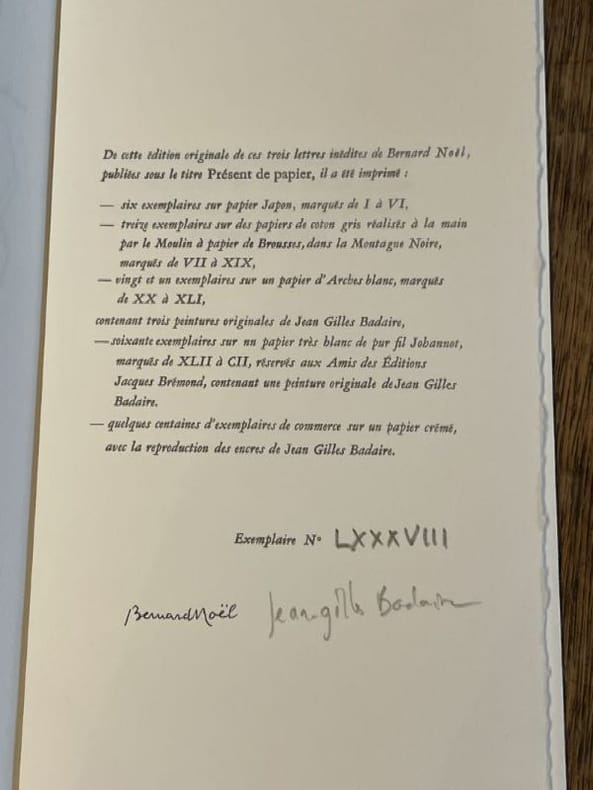 De cette édition originale de ces trois lettres inédites de Bernard Noël,
publiées sous le titre Présent de papier, il a été imprimé :
— six exemplaires sur papier Japon, marqués de I à VI,
— treize exemplaires sur des papiers de coton gris réalisés à la main
par le Moulin à papier de Brousses, dans la Montagne Noire,
marqués de VII à XIX,
— vingt et un exemplaires sur un papier d'Arches blanc, marqués
de XX à XLI,
contenant trois peintures originales de Jean Gilles Badaire,
— soixante exemplaires sur un papier très blanc de pur fil Johannot,
marqués de XLII à CII, réservés aux Amis des Éditions
Jacques Brémond, contenant une peinture originale de Jean Gilles
Badaire.
— quelques centaines d'exemplaires de commerce sur un papier crémé,
avec la reproduction des encres de Jean Gilles Badaire.
Exemplaire N° LXXXVIII
Bernard Noël Jean-gilles Badaire